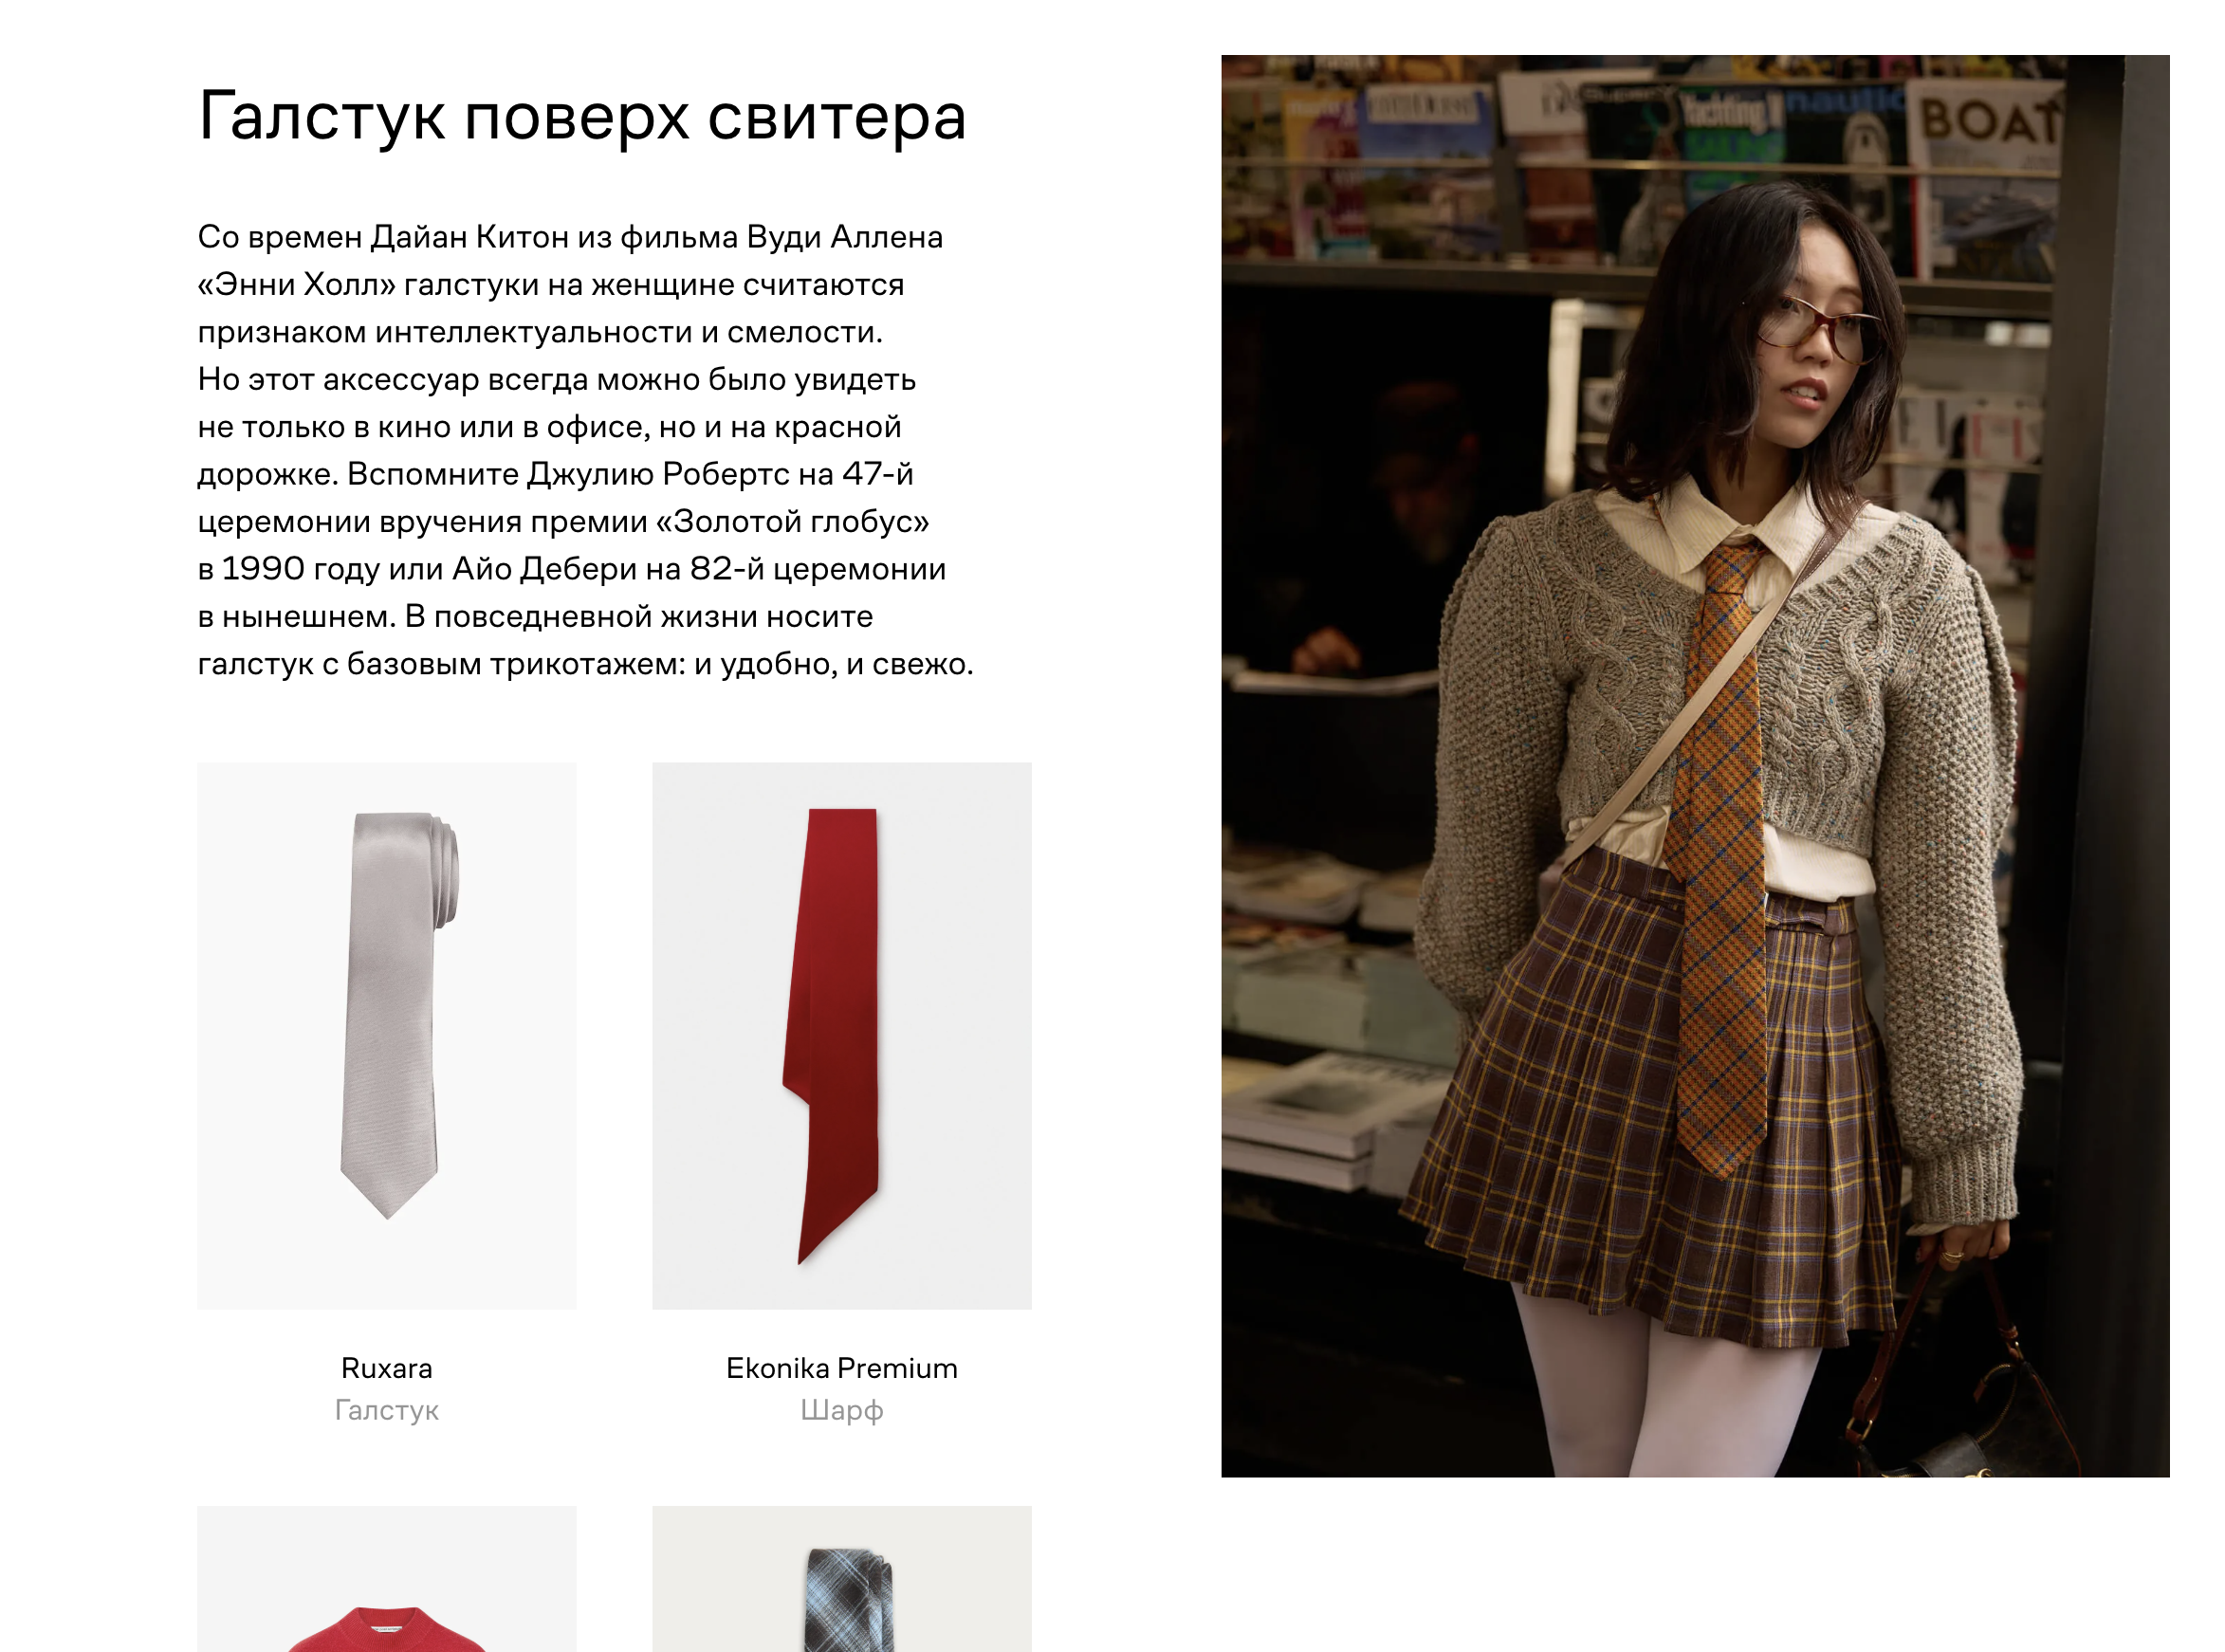 Галстук поверх свитера
Со времен Дайан Китон из фильма Вуди Аллена
«Энни Холл» галстуки на женщине считаются
признаком интеллектуальности и смелости.
Но этот аксессуар всегда можно было увидеть
не только в кино или в офисе, но и на красной
дорожке. Вспомните Джулию Робертс на 47-й
церемонии вручения премии «Золотой глобус»
в 1990 году или Айо Дебери на 82-й церемонии
в нынешнем. В повседневной жизни носите
галстук с базовым трикотажем: и удобно, и свежо.
Ruxara
Галстук
Ekonika Premium
Шарф
Yachting
nautic
BOAT